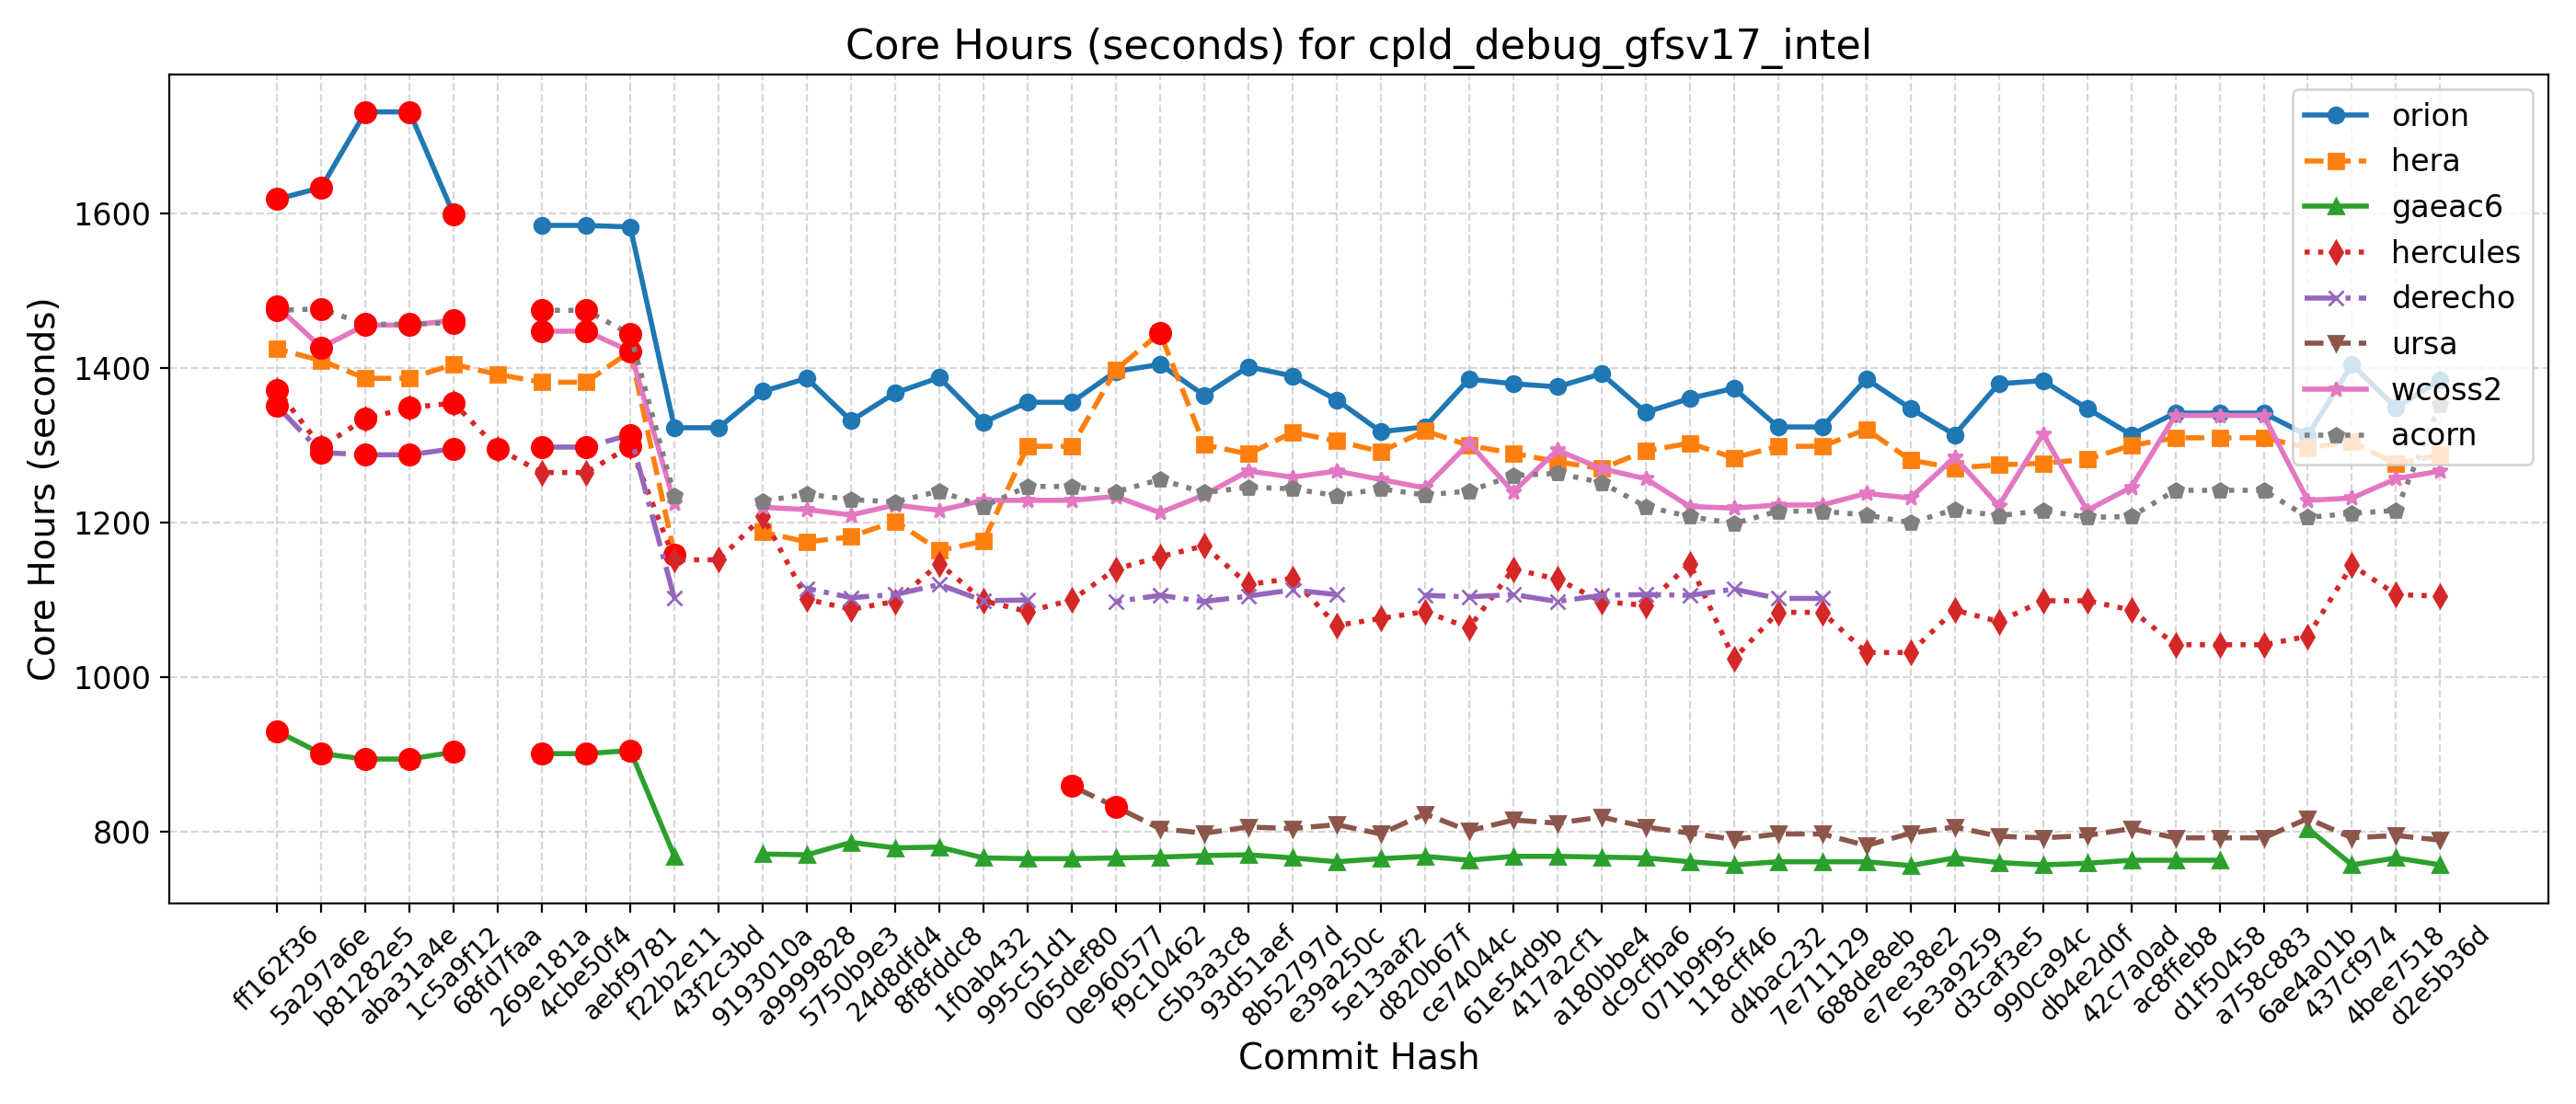 Core Hours (seconds) for cpld_debug_gfsv17_intel
Core Hours (seconds)
1600
1400
1200
1000
800
orion
hera
gaeac6
hercules
derecho
ursa
wcoss2
acorn
ff162f36
5a297a6e
b81282e5
aba31a4e
1c5a9f12
68fd7faa
269e181a
4cbe50f4
aebf9781
f22b2e11
43f2c3bd
9193010a
a9999828
5750b9e3
24d8dfd4
8f8fddc8
1f0ab432
995c51d1
065def80
0e960577
f9c10462
c5b3a3c8
93d51aef
8b52797d
e39a250c
5e13aaf2
d820b67f
ce74044c
61e54d9b
417a2cf1
a180bbe4
dc9cfba6
071b9f95
118cff46
d4bac232
7e711129
688de8eb
e7ee38e2
5e3a9259
d3caf3e5
990ca94c
db4e2d0f
42c7a0ad
ac8ffeb8
d1f50458
a758c883
6ae4a01b
437cf974
4bee7518
d2e5b36d
Commit Hash